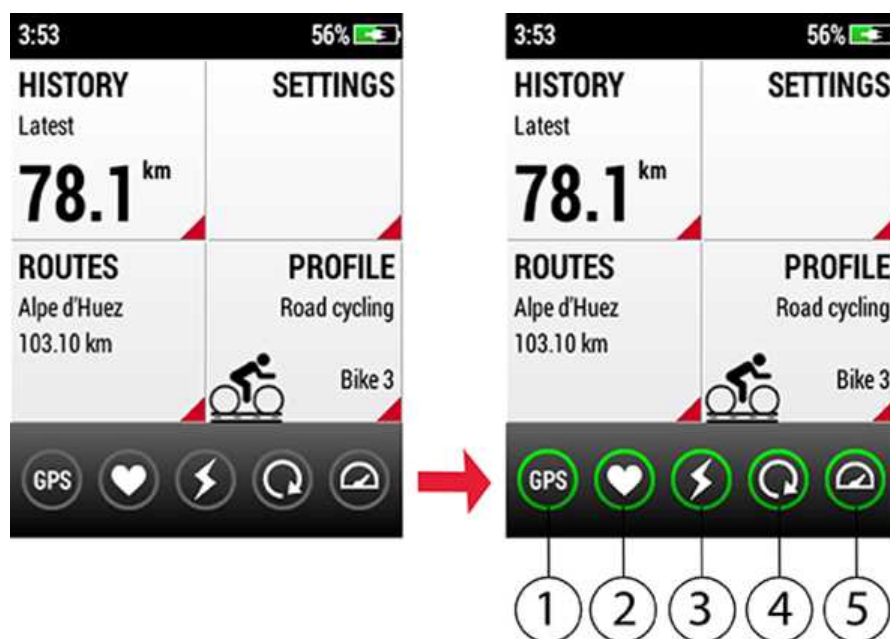 3:53 56%
HISTORY SETTINGS
Latest
78.1 km
ROUTES PROFILE
Alpe d'Huez Road cycling
103.10 km
Bike 3
GPS
3:53 56%
HISTORY SETTINGS
Latest
78.1 km
ROUTES PROFILE
Alpe d'Huez Road cycling
103.10 km
Bike 3
GPS
1 2 3 4 5